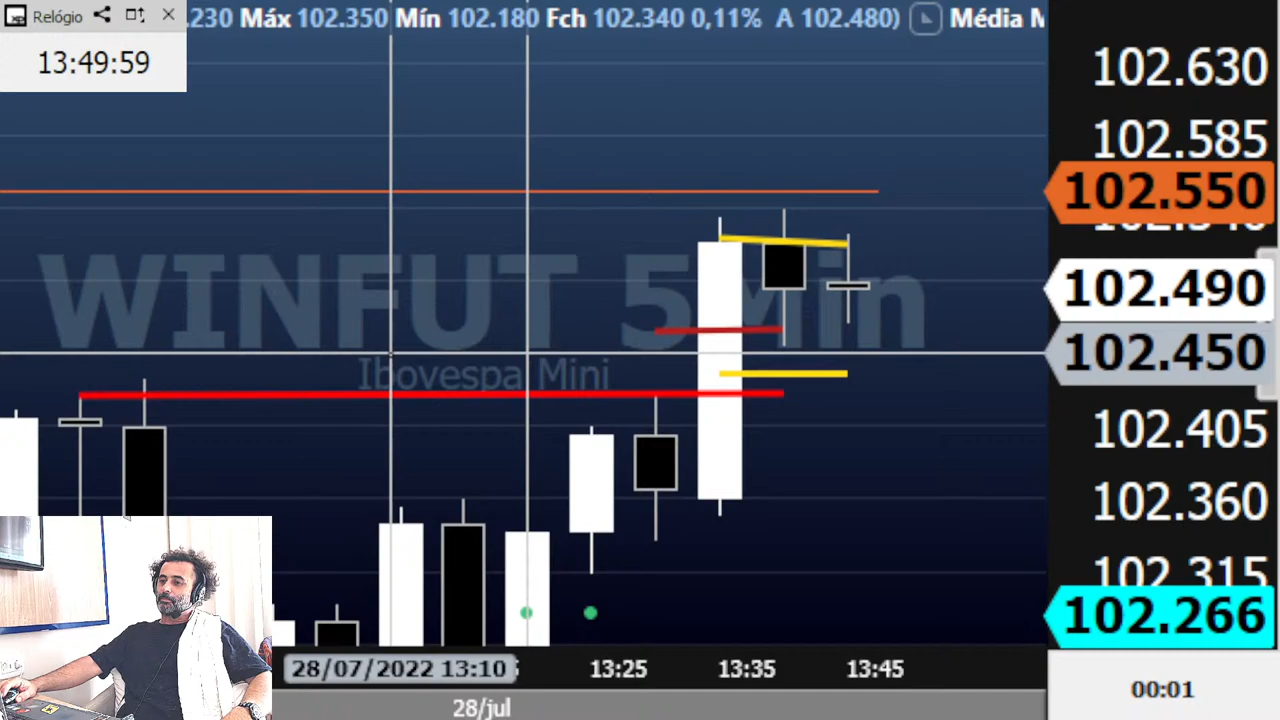 Relógio
.230 Máx 102.350 Mín 102.180 Fch 102.340 0,11% A 102.480) Média M
13:49:59
102.630
102.585
102.550
102.490
102.450
102.405
102.360
102.315
102.266
WINFUT 5Min
Ibovespa Mini
28/07/2022 13:10 13:25 13:35 13:45
00:01
28/jul